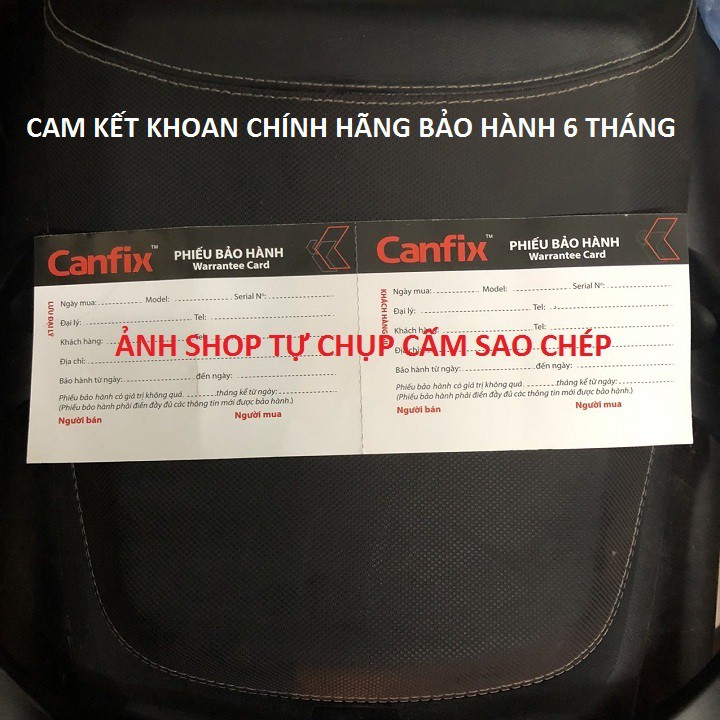 CAM KẾT KHOAN CHÍNH HÃNG BẢO HÀNH 6 THÁNG
Canfix™ PHIẾU BẢO HÀNH
Warrantee Card
LƯU ĐẠI LÝ
Ngày mua: Model: Serial Nº:
Đại lý: Tel:
Khách hàng:
Địa chỉ:
Bảo hành từ ngày: đến ngày:
Phiếu bảo hành có giá trị không quá tháng kể từ ngày:
(Phiếu bảo hành phải điền đầy đủ các thông tin mới được bảo hành.)
Người bán Người mua
Canfix™ PHIẾU BẢO HÀNH
Warrantee Card
KHÁCH HÀNG
Ngày mua: Model: Serial Nº:
Đại lý: Tel:
Khách hàng: Tel:
Địa chỉ:
Bảo hành từ ngày: đến ngày:
Phiếu bảo hành có giá trị không quá tháng kể từ ngày:
(Phiếu bảo hành phải điền đầy đủ các thông tin mới được bảo hành.)
Người bán Người mua
ẢNH SHOP TỰ CHỤP CẤM SAO CHÉP